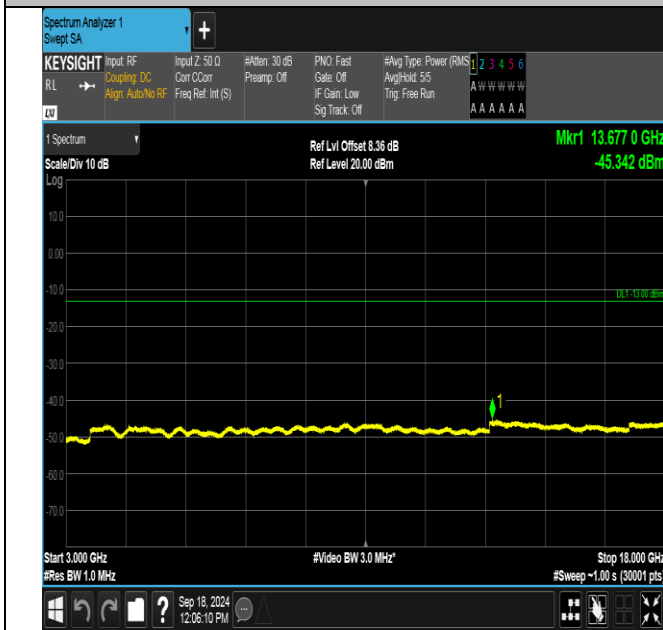 Spectrum Analyzer 1
Swept SA
+
KEYSIGHT Input: RF Input Z: 50 Ω #Atten: 30 dB PNO: Fast #Avg Type: Power (RMS 1 2 3 4 5 6
RL Coupling: DC Corr CCorr Preamp: Off Gate: Off Avg|Hold: 5/5 A W W W W W
Align: Auto/No RF Freq Ref: Int (S) IF Gain: Low Trig: Free Run
LXI Sig Track: Off A A A A A A
1 Spectrum Ref Lvl Offset 8.36 dB Mkr1 13.677 0 GHz
Scale/Div 10 dB Ref Level 20.00 dBm -45.342 dBm
Log
10.0
0.00
-10.0
DL1 -13.00 dBm
-20.0
-30.0
-40.0
1
-50.0
-60.0
-70.0
Start 3.000 GHz #Video BW 3.0 MHz* Stop 18.000 GHz
#Res BW 1.0 MHz #Sweep ~1.00 s (30001 pts)
? Sep 18, 2024
12:06:10 PM